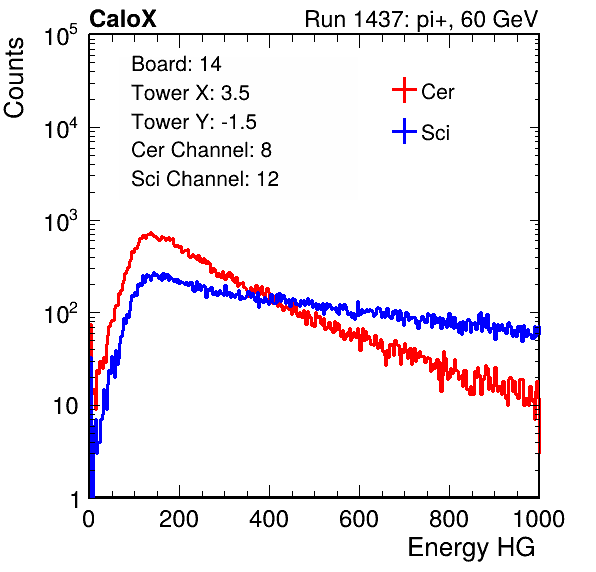 CaloX
Run 1437: pi+, 60 GeV
Counts
10^5
10^4
10^3
10^2
10
1
Board: 14
Tower X: 3.5
Tower Y: -1.5
Cer Channel: 8
Sci Channel: 12
Cer
Sci
0 200 400 600 800 1000
Energy HG